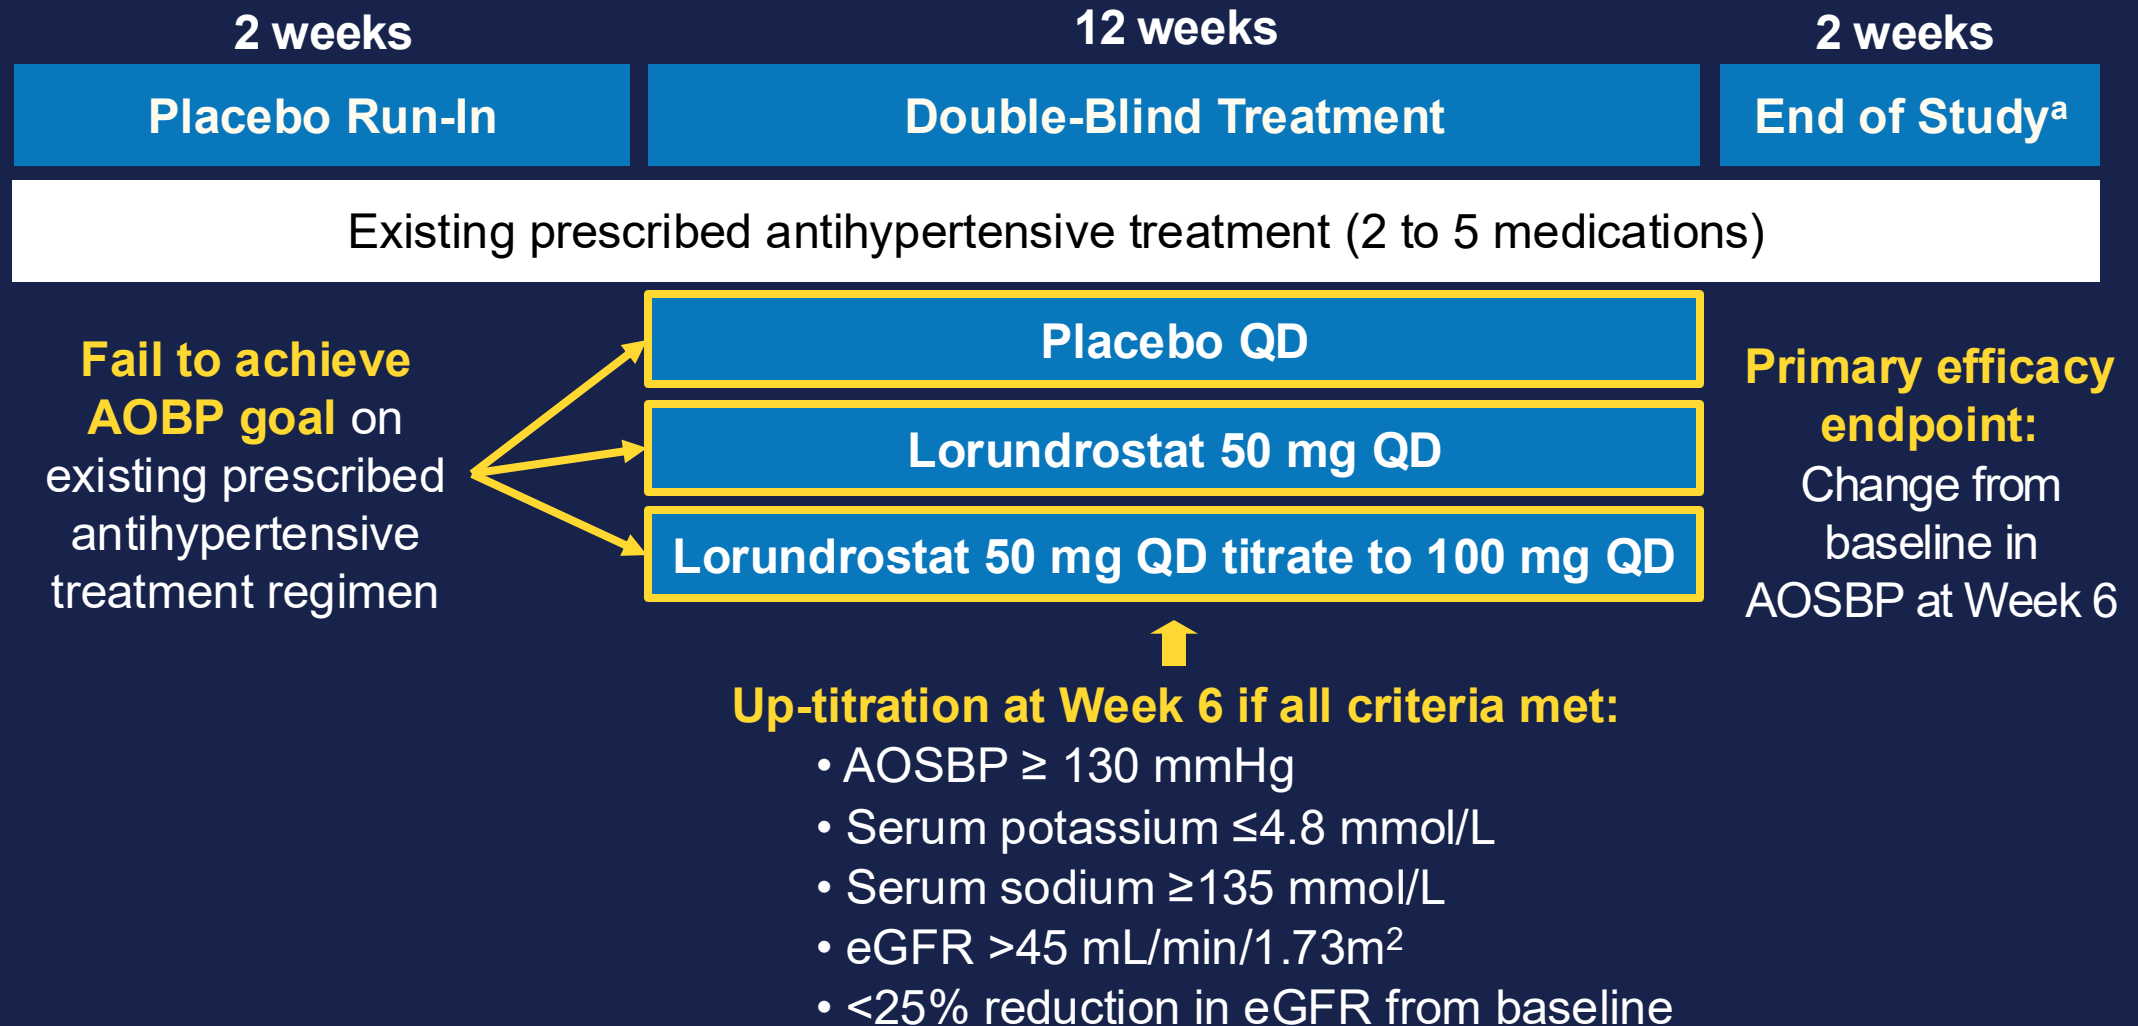 2 weeks
12 weeks
2 weeks
Placebo Run-In
Double-Blind Treatment
End of Studyᵃ
Existing prescribed antihypertensive treatment (2 to 5 medications)
Fail to achieve
AOBP goal on
existing prescribed
antihypertensive
treatment regimen
Placebo QD
Lorundrostat 50 mg QD
Lorundrostat 50 mg QD titrate to 100 mg QD
Primary efficacy
endpoint:
Change from
baseline in
AOSBP at Week 6
Up-titration at Week 6 if all criteria met:
• AOSBP ≥ 130 mmHg
• Serum potassium ≤4.8 mmol/L
• Serum sodium ≥135 mmol/L
• eGFR >45 mL/min/1.73m²
• <25% reduction in eGFR from baseline